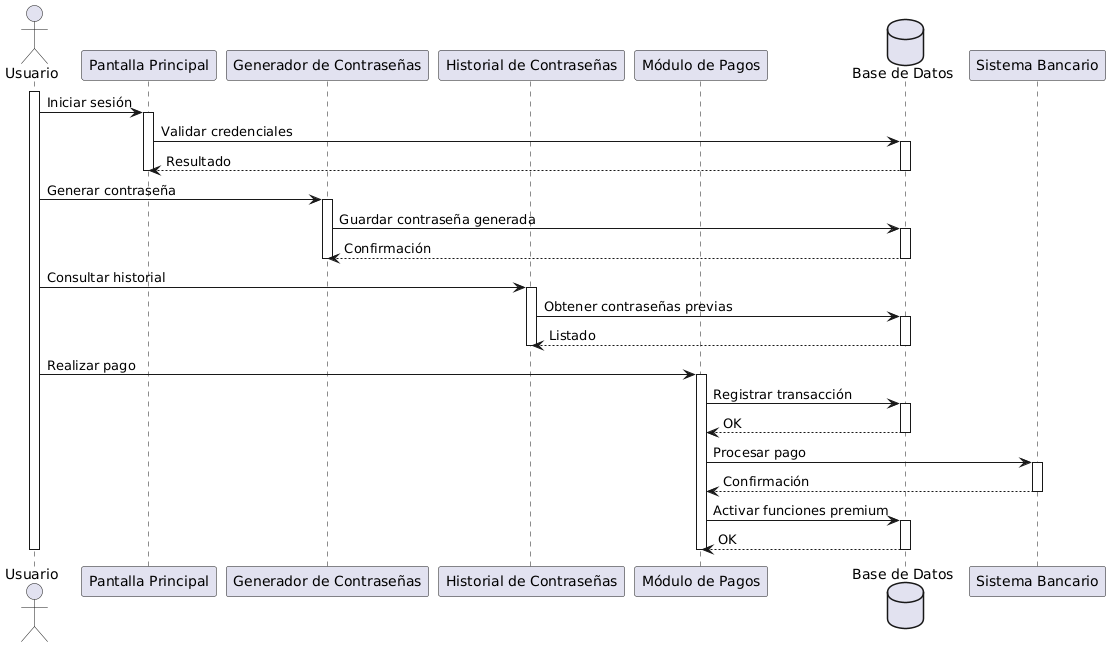 Usuario
Pantalla Principal
Generador de Contraseñas
Historial de Contraseñas
Módulo de Pagos
Base de Datos
Sistema Bancario
Iniciar sesión
Validar credenciales
Resultado
Generar contraseña
Guardar contraseña generada
Confirmación
Consultar historial
Obtener contraseñas previas
Listado
Realizar pago
Registrar transacción
OK
Procesar pago
Confirmación
Activar funciones premium
OK
Usuario
Pantalla Principal
Generador de Contraseñas
Historial de Contraseñas
Módulo de Pagos
Base de Datos
Sistema Bancario